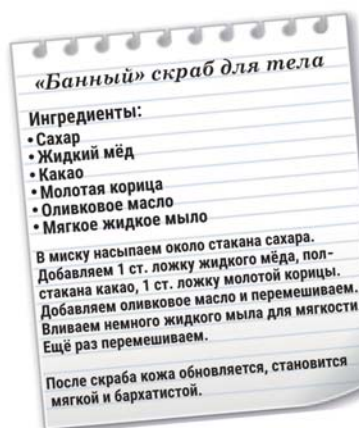 «Банный» скраб для тела
Ингредиенты:
• Сахар
• Жидкий мёд
• Какао
• Молотая корица
• Оливковое масло
• Мягкое жидкое мыло
В миску насыпаем около стакана сахара.
Добавляем 1 ст. ложку жидкого мёда, пол-
стакана какао, 1 ст. ложку молотой корицы.
Добавляем оливковое масло и перемешиваем.
Вливаем немного жидкого мыла для мягкости.
Ещё раз перемешиваем.
После скраба кожа обновляется, становится
мягкой и бархатистой.